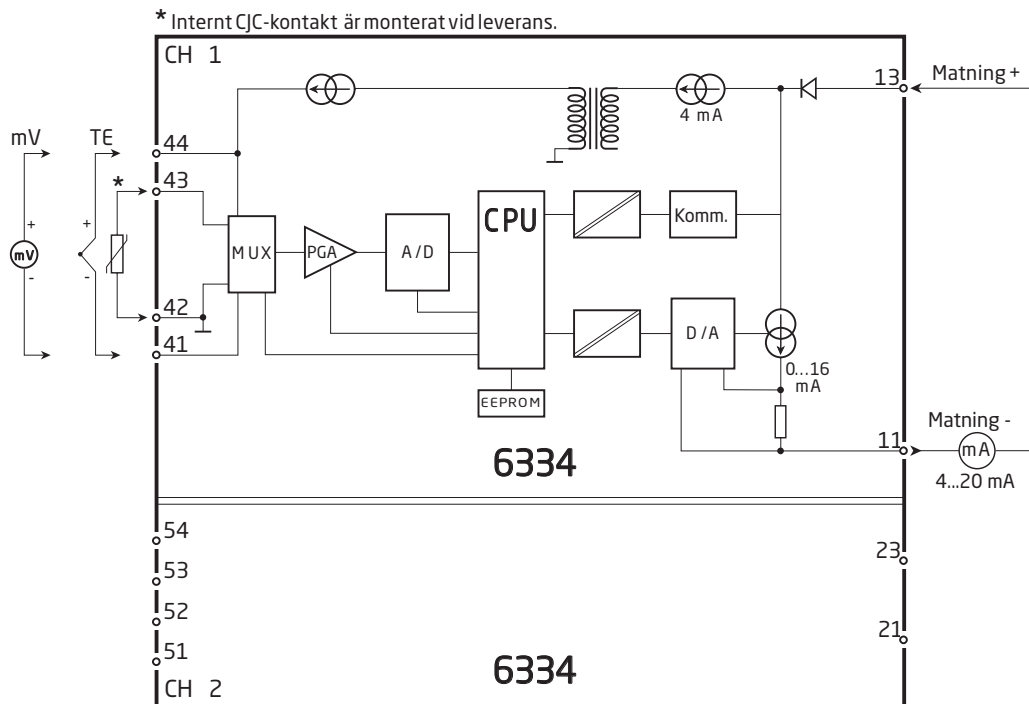 * Internt CJC-kontakt är monterat vid leverans.
CH 1
13
Matning +
4 mA
mV
TE
44
*
43
+
+
mV
-
-
MUX
PGA
A/D
CPU
Komm.
42
41
D/A
0...16
mA
EEPROM
Matning -
11
mA
4...20 mA
6334
54
53
23
52
51
21
6334
CH 2